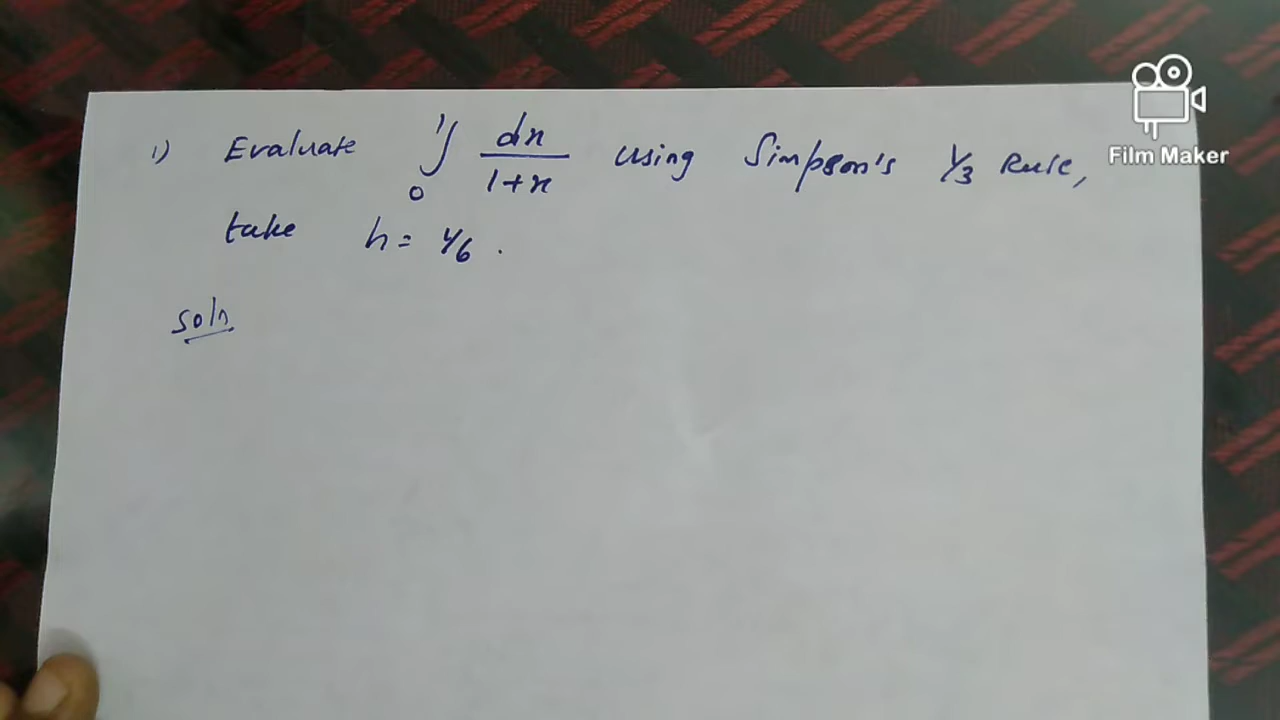 1) Evaluate ∫₀¹ dx/1+x using Simpson's 1/3 Rule,
take h = 1/6 .
Soln
Film Maker